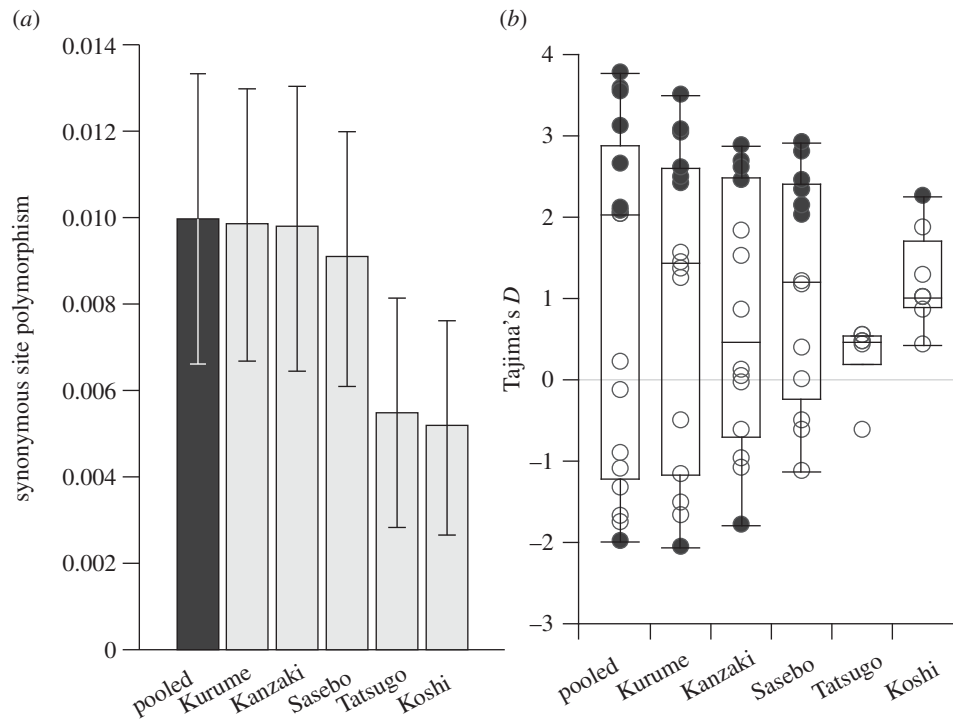 (a)
synonymous site polymorphism
0.014
0.012
0.010
0.008
0.006
0.004
0.002
0
pooled
Kurume
Kanzaki
Sasebo
Tatsugo
Koshi
(b)
Tajima's D
4
3
2
1
0
−1
−2
−3
pooled
Kurume
Kanzaki
Sasebo
Tatsugo
Koshi